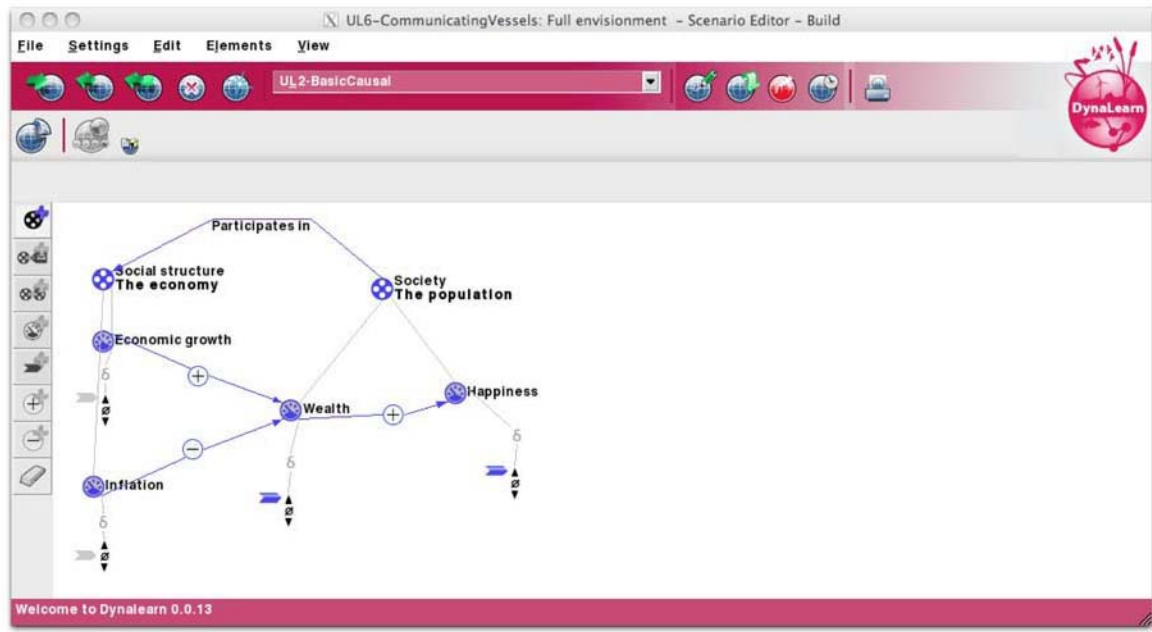 UL6-CommunicatingVessels: Full envisionment - Scenario Editor - Build
File Settings Edit Elements View
UL2-BasicCausal
DynaLearn
Participates in
Social structure
The economy
Society
The population
Economic growth
δ
ø
Happiness
Wealth
δ
δ
ø
Inflation
ø
δ
ø
Welcome to Dynalearn 0.0.13